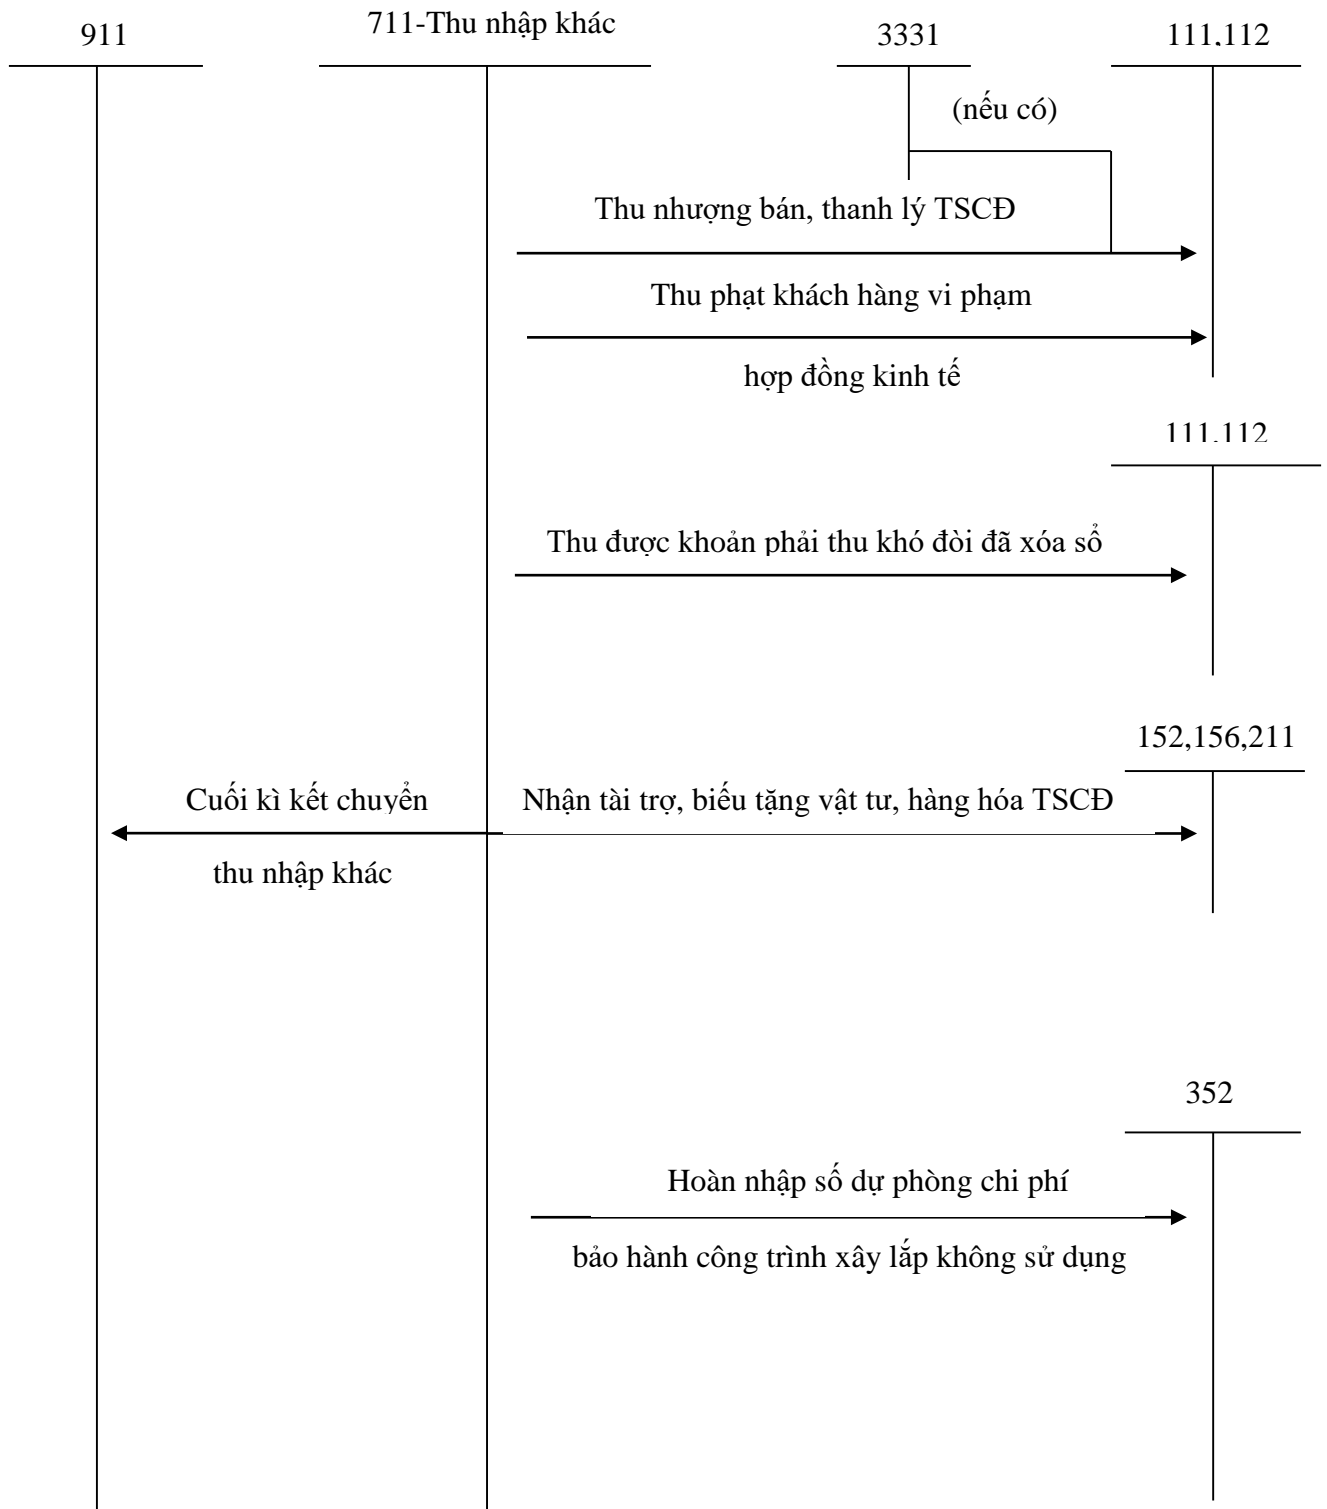 711-Thu nhập khác
911
3331
111,112
(nếu có)
Thu nhượng bán, thanh lý TSCĐ
Thu phạt khách hàng vi phạm
hợp đồng kinh tế
111,112
Thu được khoản phải thu khó đòi đã xóa sổ
152,156,211
Cuối kì kết chuyển
Nhận tài trợ, biếu tặng vật tư, hàng hóa TSCĐ
thu nhập khác
352
Hoàn nhập số dự phòng chi phí
bảo hành công trình xây lắp không sử dụng